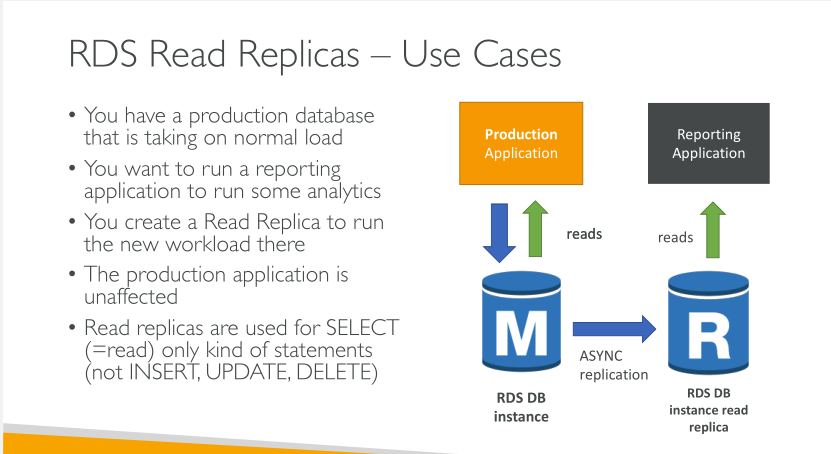 RDS Read Replicas – Use Cases
• You have a production database
that is taking on normal load
• You want to run a reporting
application to run some analytics
• You create a Read Replica to run
the new workload there
• The production application is
unaffected
• Read replicas are used for SELECT
(=read) only kind of statements
(not INSERT, UPDATE, DELETE)
Production
Application
Reporting
Application
reads
reads
M
R
ASYNC
replication
RDS DB
instance
RDS DB
instance read
replica